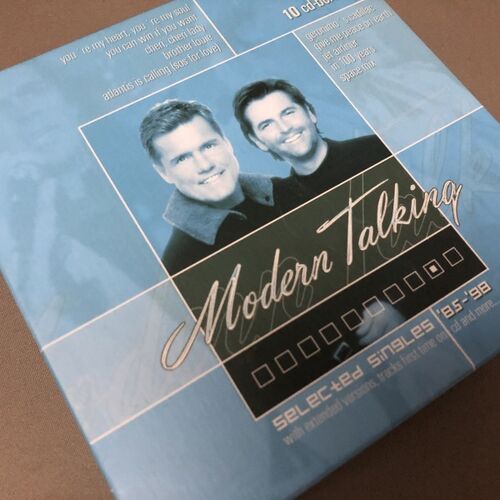 you´re my heart, you´re my soul
you can win if you want
cheri, cheri lady
brother louie
atlantis is calling (sos for love)
10 cd-box
geronimo´s cadillac
give me peace on earth
jet airliner
in 100 years
space mix
Modern Talking
selected singles '85-'98
with extended versions, tracks first time on cd and more